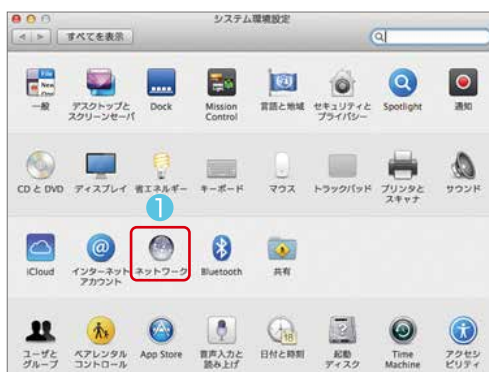 システム環境設定
すべてを表示
一般
デスクトップと
スクリーンセーバ
Dock
Mission
Control
言語と地域
セキュリティと
プライバシー
Spotlight
通知
CD と DVD
ディスプレイ
省エネルギー
キーボード
マウス
トラックパッド
プリンタと
スキャナ
サウンド
1
iCloud
インターネット
アカウント
ネットワーク
Bluetooth
共有
ユーザと
グループ
ペアレンタル
コントロール
App Store
音声入力と
読み上げ
18
日付と時刻
起動
ディスク
Time
Machine
アクセシ
ビリティ